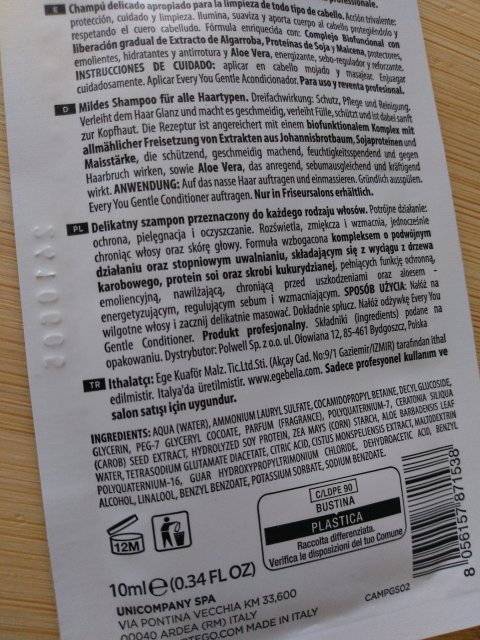 ES Champú delicado apropiado para la limpieza de todo tipo de cabello. Acción trivalente:
protección, cuidado y limpieza. Ilumina, suaviza y aporta cuerpo al cabello protegiéndolo y
respetando el cuero cabelludo. Fórmula enriquecida con: Complejo Biofuncional con
liberación gradual de Extracto de Algarroba, Proteínas de Soja y Maicena, protectores,
emolientes, hidratantes y antirrotura y Aloe Vera, energizante, sebo-regulador y reforzante.
INSTRUCCIONES DE CUIDADO: aplicar en cabello mojado y masajear. Enjuagar
cuidadosamente. Aplicar Every You Gentle Acondicionador. Para uso y reventa profesional.
D Mildes Shampoo für alle Haartypen. Dreifachwirkung: Schutz, Pflege und Reinigung.
Verleiht dem Haar Glanz und macht es geschmeidig, verleiht Fülle, schützt und ist dabei sanft
zur Kopfhaut. Die Rezeptur ist angereichert mit einem biofunktionalem Komplex mit
allmählicher Freisetzung von Extrakten aus Johannisbrotbaum, Sojaproteinen und
Maisstärke, die schützend, geschmeidig machend, feuchtigkeitsspendend und gegen
Haarbruch wirken, sowie Aloe Vera, das anregend, sebumausgleichend und kräftigend
wirkt. ANWENDUNG: Auf das nasse Haar auftragen und einmassieren. Gründlich ausspülen.
Every You Gentle Conditioner auftragen. Nur in Friseursalons erhältlich.
PL Delikatny szampon przeznaczony do każdego rodzaju włosów. Potrójne działanie:
ochrona, pielęgnacja i oczyszczanie. Rozświetla, zmiękcza i wzmacnia, jednocześnie
chroniąc włosy oraz skórę głowy. Formuła wzbogacona kompleksem o podwójnym
działaniu oraz stopniowym uwalnianiu, składającym się z wyciągu z drzewa
karobowego, protein soi oraz skrobi kukurydzianej, pełniących funkcję ochronną,
emoliencyjną, nawilżającą, chroniącą przed uszkodzeniami oraz aloesem -
energetyzującym, regulującym sebum i wzmacniającym. SPOSÓB UŻYCIA: Nałóż na
wilgotne włosy i zacznij delikatnie masować. Dokładnie spłucz. Nałóż odżywkę Every You
Gentle Conditioner. Produkt profesjonalny. Składniki (ingredients) podane na
opakowaniu. Dystrybutor: Polwell Sp. z o.o. ul. Ołowiana 12, 85-461 Bydgoszcz, Polska
TR İthalatçı: Ege Kuaför Malz. Tic.Ltd.Sti. (Akçay Cad. No:9/1 Gaziemir/IZMIR) tarafindan ithal
edilmistir. Italya'da üretilmistir. www.egebella.com. Sadece profesyonel kullanım ve
salon satışı için uygundur.
INGREDIENTS: AQUA (WATER), AMMONIUM LAURYL SULFATE, COCAMIDOPROPYL BETAINE, DECYL GLUCOSIDE,
GLYCERIN, PEG-7 GLYCERYL COCOATE, PARFUM (FRAGRANCE), POLYQUATERNIUM-7, CERATONIA SILIQUA
(CAROB) SEED EXTRACT, HYDROLYZED SOY PROTEIN, ZEA MAYS (CORN) STARCH, ALOE BARBADENSIS LEAF
WATER, TETRASODIUM GLUTAMATE DIACETATE, CITRIC ACID, CISTUS MONSPELIENSIS EXTRACT, MALTODEXTRIN
POLYQUATERNIUM-16, GUAR HYDROXYPROPYLTRIMONIUM CHLORIDE, DEHYDROACETIC ACID, BENZYL
ALCOHOL, LINALOOL, BENZYL BENZOATE, POTASSIUM SORBATE, SODIUM BENZOATE.
12M
C/LDPE 90
BUSTINA
PLASTICA
Raccolta differenziata.
Verifica le disposizioni del tuo Comune
8 056157 871538
10ml e (0.34 FL OZ)
CAMPGS02
UNICOMPANY SPA
VIA PONTINA VECCHIA KM 33,600
00040 ARDEA (RM) ITALY
MADE IN ITALY